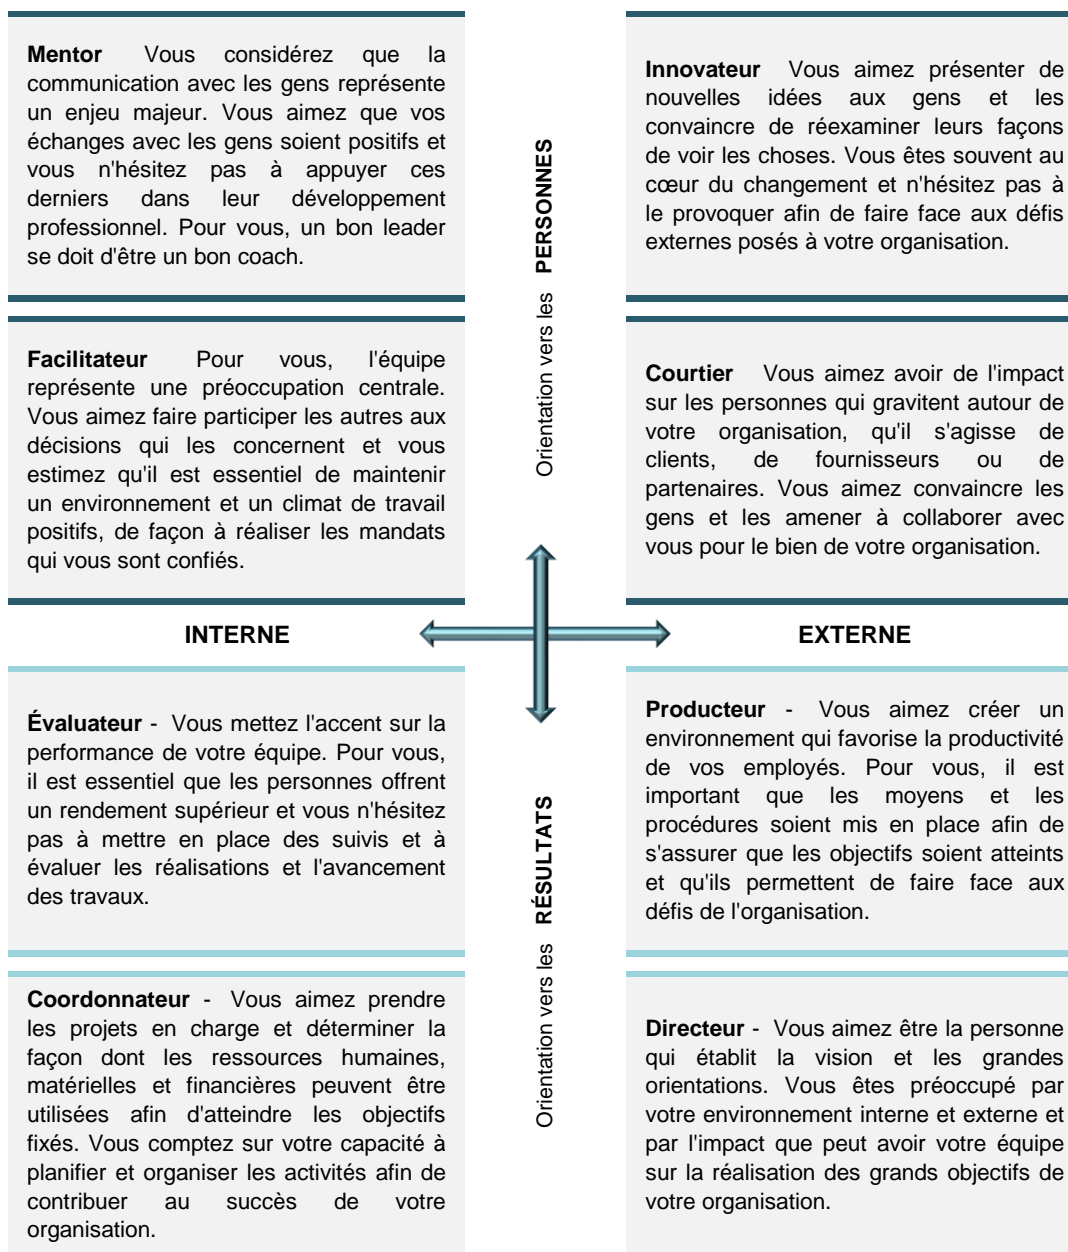 Mentor Vous considérez que la
communication avec les gens représente
un enjeu majeur. Vous aimez que vos
échanges avec les gens soient positifs et
vous n'hésitez pas à appuyer ces
derniers dans leur développement
professionnel. Pour vous, un bon leader
se doit d'être un bon coach.
Innovateur Vous aimez présenter de
nouvelles idées aux gens et les
convaincre de réexaminer leurs façons
de voir les choses. Vous êtes souvent au
cœur du changement et n'hésitez pas à
le provoquer afin de faire face aux défis
externes posés à votre organisation.
Orientation vers les PERSONNES
Facilitateur Pour vous, l'équipe
représente une préoccupation centrale.
Vous aimez faire participer les autres aux
décisions qui les concernent et vous
estimez qu'il est essentiel de maintenir
un environnement et un climat de travail
positifs, de façon à réaliser les mandats
qui vous sont confiés.
Courtier Vous aimez avoir de l'impact
sur les personnes qui gravitent autour de
votre organisation, qu'il s'agisse de
clients, de fournisseurs ou de
partenaires. Vous aimez convaincre les
gens et les amener à collaborer avec
vous pour le bien de votre organisation.
INTERNE
EXTERNE
Évaluateur - Vous mettez l'accent sur la
performance de votre équipe. Pour vous,
il est essentiel que les personnes offrent
un rendement supérieur et vous n'hésitez
pas à mettre en place des suivis et à
évaluer les réalisations et l'avancement
des travaux.
Producteur - Vous aimez créer un
environnement qui favorise la productivité
de vos employés. Pour vous, il est
important que les moyens et les
procédures soient mis en place afin de
s'assurer que les objectifs soient atteints
et qu'ils permettent de faire face aux
défis de l'organisation.
Orientation vers les RÉSULTATS
Coordonnateur - Vous aimez prendre
les projets en charge et déterminer la
façon dont les ressources humaines,
matérielles et financières peuvent être
utilisées afin d'atteindre les objectifs
fixés. Vous comptez sur votre capacité à
planifier et organiser les activités afin de
contribuer au succès de votre
organisation.
Directeur - Vous aimez être la personne
qui établit la vision et les grandes
orientations. Vous êtes préoccupé par
votre environnement interne et externe et
par l'impact que peut avoir votre équipe
sur la réalisation des grands objectifs de
votre organisation.